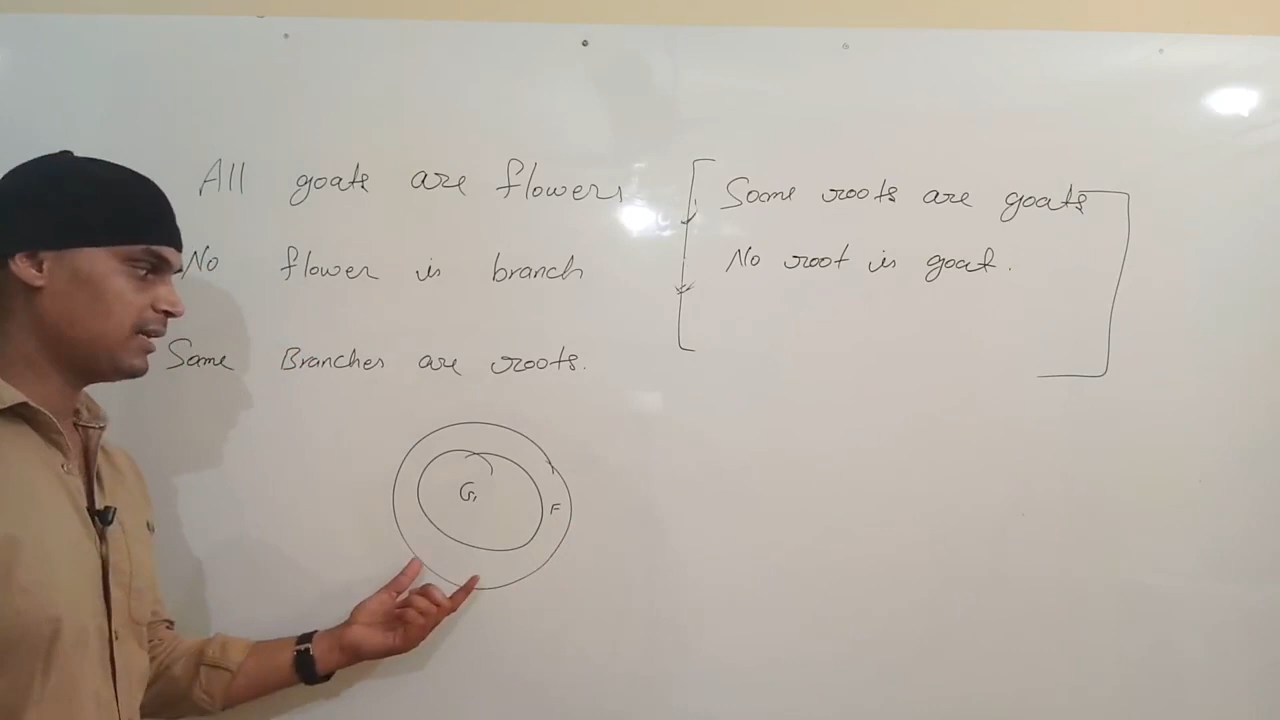 All goats are flowers
No flower is branch
Some Branches are roots.
Some roots are goats
No root is goat.
G
F